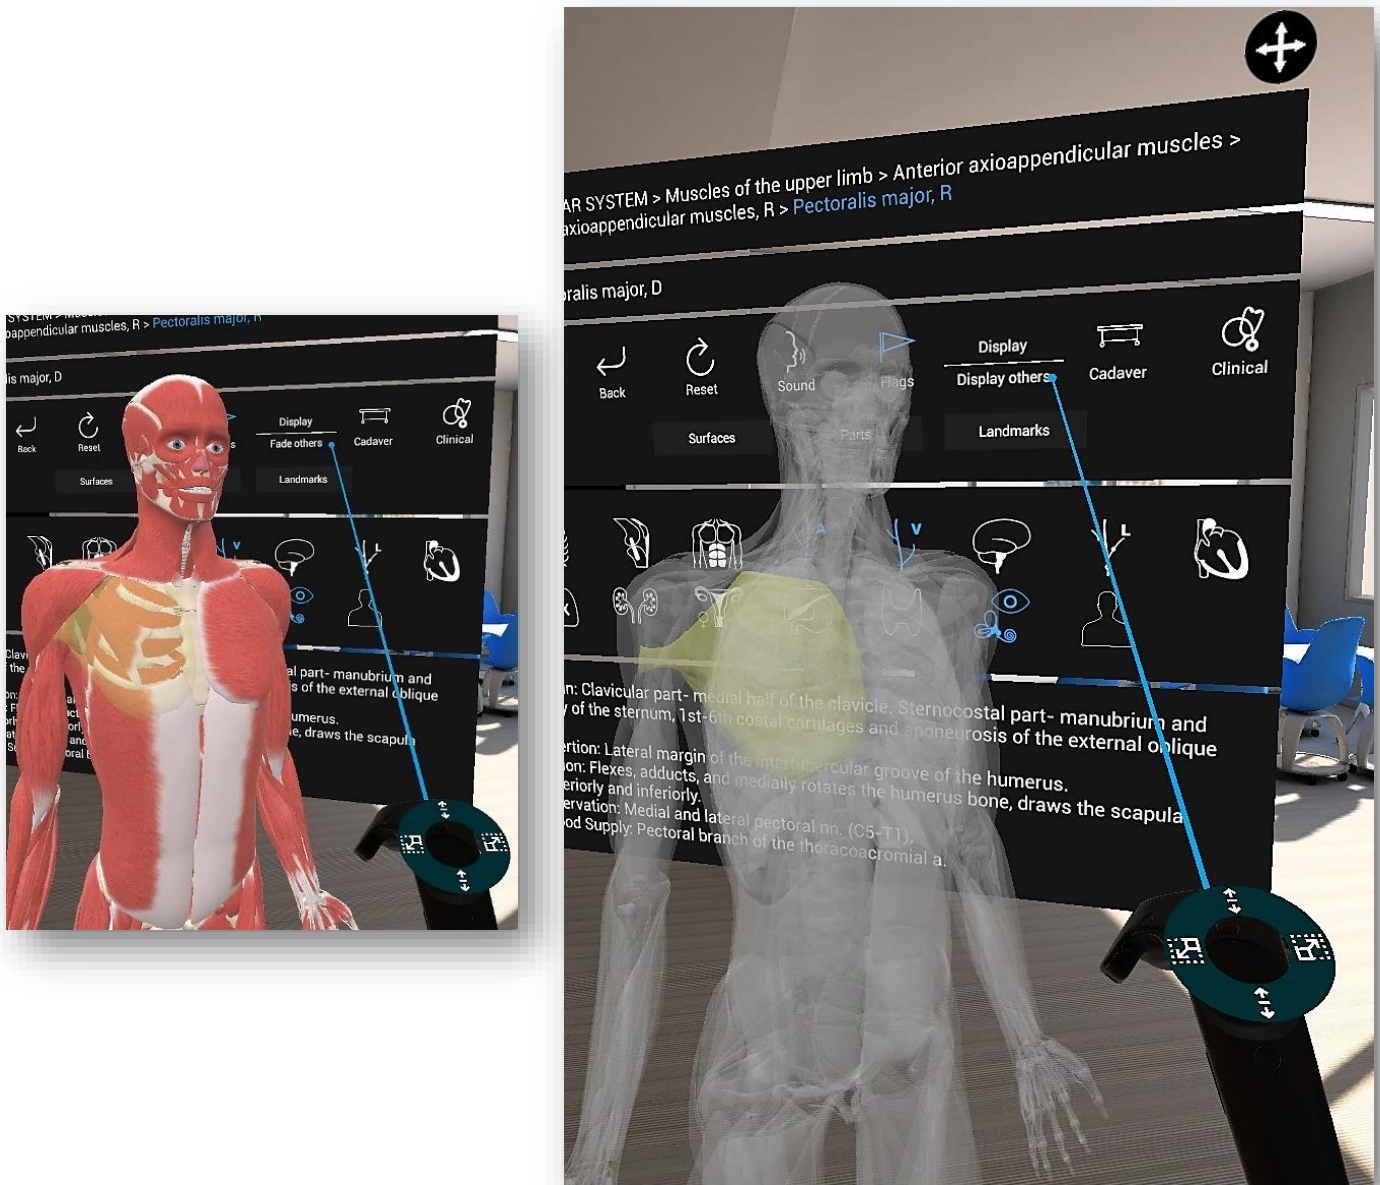 SYSTEM >
oappendicular muscles, R > Pectoralis major, R
lis major, D
Back
Reset
s
Display
Fade others
Cadaver
Clinical
Surfaces
Landmarks
V
L
al part- manubrium and
s of the external oblique
umerus.
e, draws the scapula
AR SYSTEM > Muscles of the upper limb > Anterior axioappendicular muscles >
axioappendicular muscles, R > Pectoralis major, R
oralis major, D
Back
Reset
Sound
Flags
Display
Display others
Cadaver
Clinical
Surfaces
Parts
Landmarks
A
V
L
X
n: Clavicular part- medial half of the clavicle. Sternocostal part- manubrium and
y of the sternum, 1st-6th costal cartilages and aponeurosis of the external oblique
ertion: Lateral margin of the intertubercular groove of the humerus.
on: Flexes, adducts, and medially rotates the humerus bone, draws the scapula
eriorly and inferiorly.
ervation: Medial and lateral pectoral nn. (C5-T1).
od Supply: Pectoral branch of the thoracoacromial a.